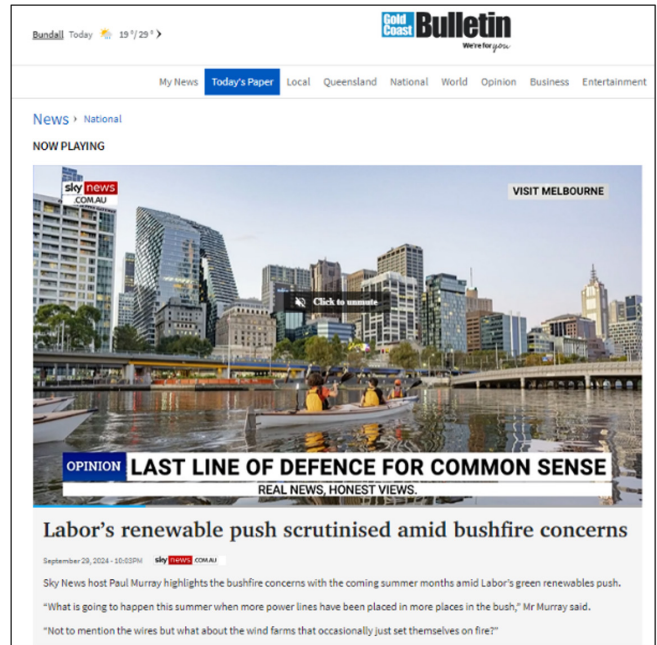 Bundall Today 19°/29°
Gold Coast Bulletin
We're for you
My News Today's Paper Local Queensland National World Opinion Business Entertainment
News › National
NOW PLAYING
sky news
.COM.AU
VISIT MELBOURNE
Click to unmute
OPINION LAST LINE OF DEFENCE FOR COMMON SENSE
REAL NEWS, HONEST VIEWS.
Labor's renewable push scrutinised amid bushfire concerns
September 29, 2024 - 10:03PM sky news .COM.AU
Sky News host Paul Murray highlights the bushfire concerns with the coming summer months amid Labor's green renewables push.
“What is going to happen this summer when more power lines have been placed in more places in the bush,” Mr Murray said.
“Not to mention the wires but what about the wind farms that occasionally just set themselves on fire?”